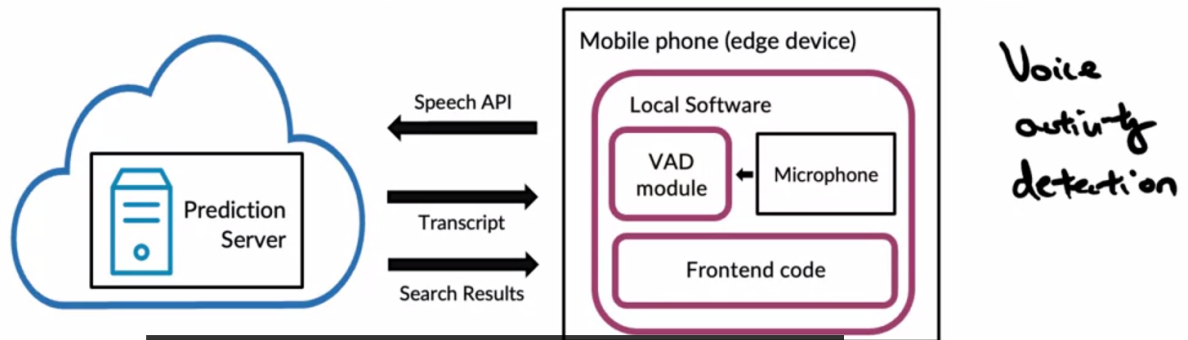 Mobile phone (edge device)
Local Software
VAD
module
Microphone
Frontend code
Speech API
Transcript
Search Results
Prediction
Server
Voice
activity
detection